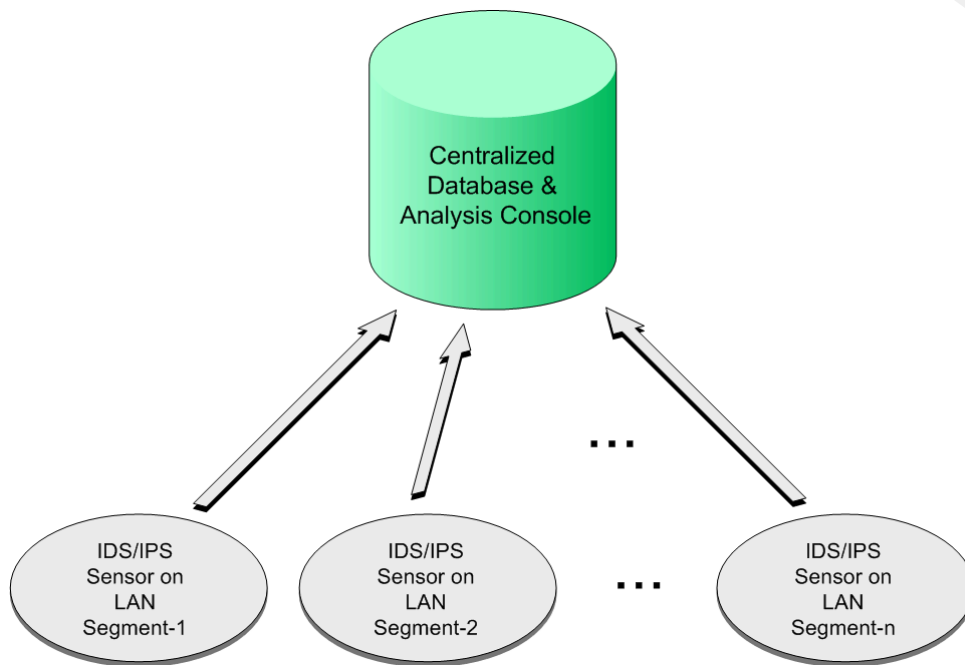 Centralized
Database &
Analysis Console
...
IDS/IPS
Sensor on
LAN
Segment-1
IDS/IPS
Sensor on
LAN
Segment-2
...
IDS/IPS
Sensor on
LAN
Segment-n